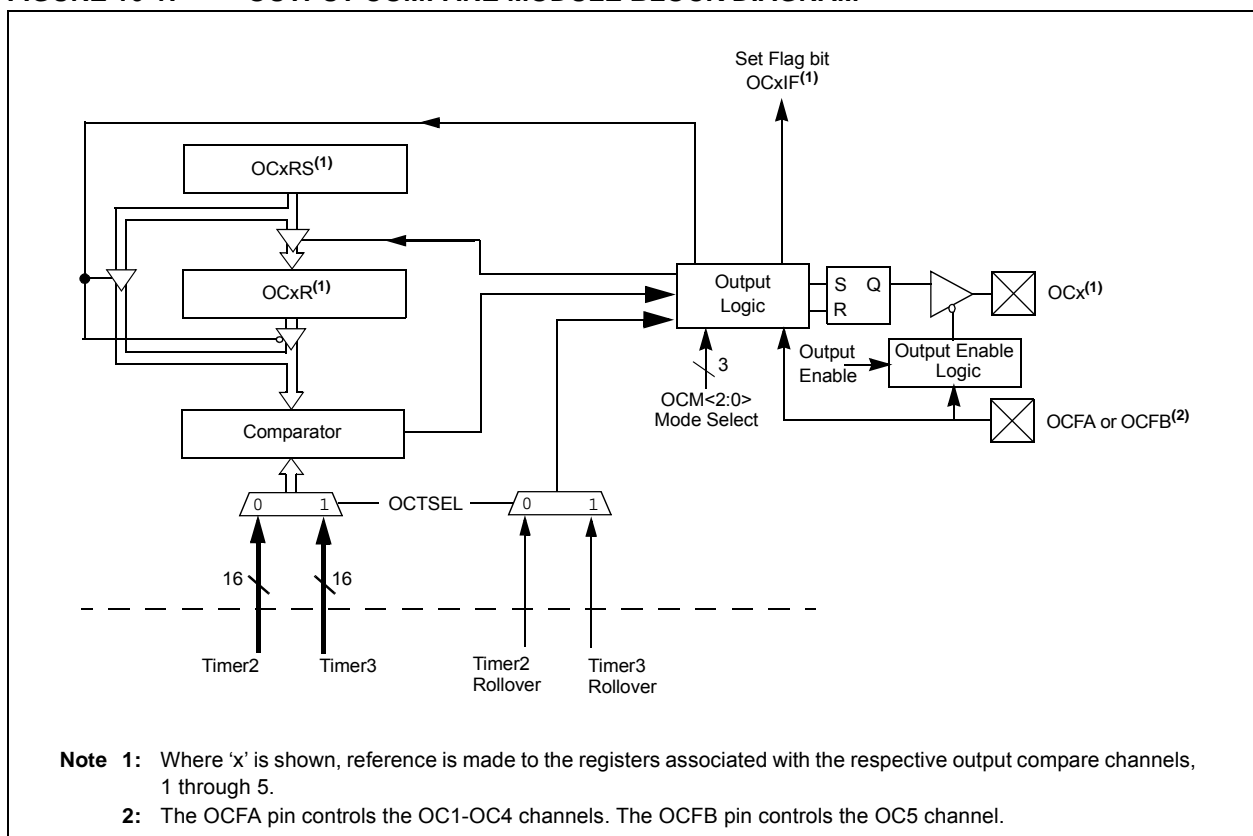 Set Flag bit
OCxIF(1)
OCxRS(1)
OCxR(1)
Output
Logic
S Q
R
OCx(1)
3
OCM<2:0>
Mode Select
Output
Enable
Output Enable
Logic
OCFA or OCFB(2)
Comparator
0 1
OCTSEL
0 1
16
16
Timer2
Timer3
Timer2
Rollover
Timer3
Rollover
Note 1: Where ‘x’ is shown, reference is made to the registers associated with the respective output compare channels,
1 through 5.
2: The OCFA pin controls the OC1-OC4 channels. The OCFB pin controls the OC5 channel.